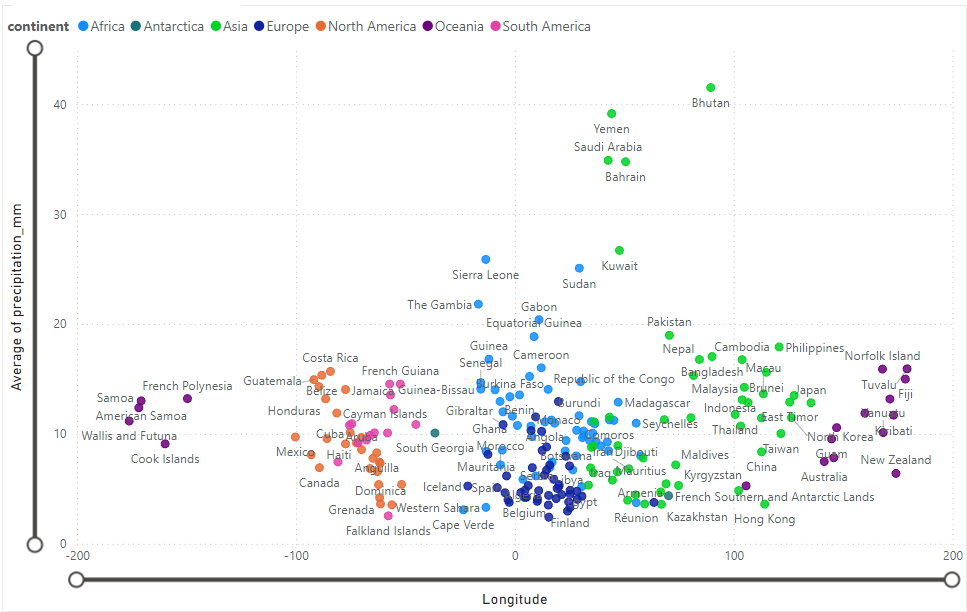 continent Africa Antarctica Asia Europe North America Oceania South America
Average of precipitation_mm
40
30
20
10
0
Bhutan
Yemen
Saudi Arabia
Bahrain
Kuwait
Sierra Leone
Sudan
The Gambia
Gabon
Equatorial Guinea
Pakistan
Guinea
Cameroon
Nepal
Cambodia
Philippines
Costa Rica
Senegal
Norfolk Island
French Guiana
Republic of the Congo
Bangladesh
Macau
Guatemala
Burkina Faso
French Polynesia
Tuvalu
Belize
Jamaica
Guinea-Bissau
Malaysia
Brunei
Japan
Samoa
Fiji
Burundi
Madagascar
Honduras
Cayman Islands
Gibraltar
Benin
Indonesia
American Samoa
Monaco
Seychelles
East Timor
Vanuatu
Ghana
Thailand
Kiribati
Wallis and Futuna
Cuba
Aruba
Angola
Comoros
North Korea
South Georgia
Morocco
Taiwan
Mexico
Haiti
Botswana
Iran
Djibouti
Maldives
Guam
Cook Islands
New Zealand
Anguilla
Mauritania
Iraq
Mauritius
China
Canada
Libya
Kyrgyzstan
Australia
Dominica
Iceland
Spain
Algeria
Armenia
French Southern and Antarctic Lands
Grenada
Western Sahara
Belgium
Egypt
Réunion
Kazakhstan
Hong Kong
Falkland Islands
Cape Verde
Finland
-200
-100
0
100
200
Longitude